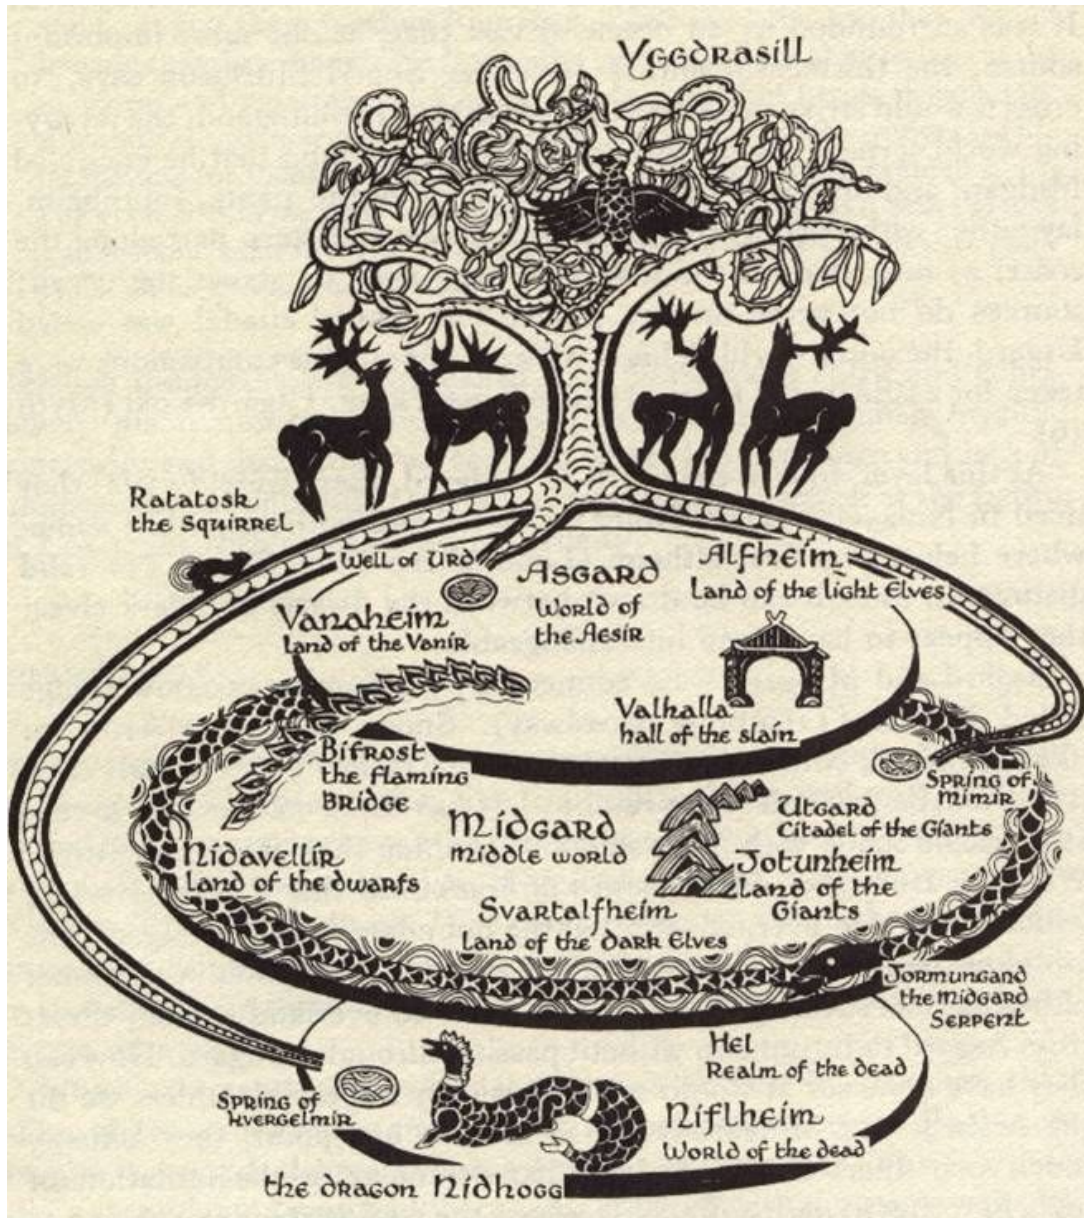 Yggdrasill
Ratatosk
the Squirrel
Well of Urd
Asgard
World of
the Aesir
Alfheim
Land of the light Elves
Vanaheim
Land of the Vanir
Valhalla
hall of the slain
Bifrost
the flaming
Bridge
Spring of
Mimir
Midgard
middle world
Utgard
Citadel of the Giants
Nidavellir
Land of the dwarfs
Jotunheim
Land of the
Giants
Svartalfheim
Land of the dark Elves
Jormungand
the Midgard
Serpent
Hel
Realm of the dead
Spring of
Hvergelmir
Niflheim
World of the dead
the dragon Nidhogg